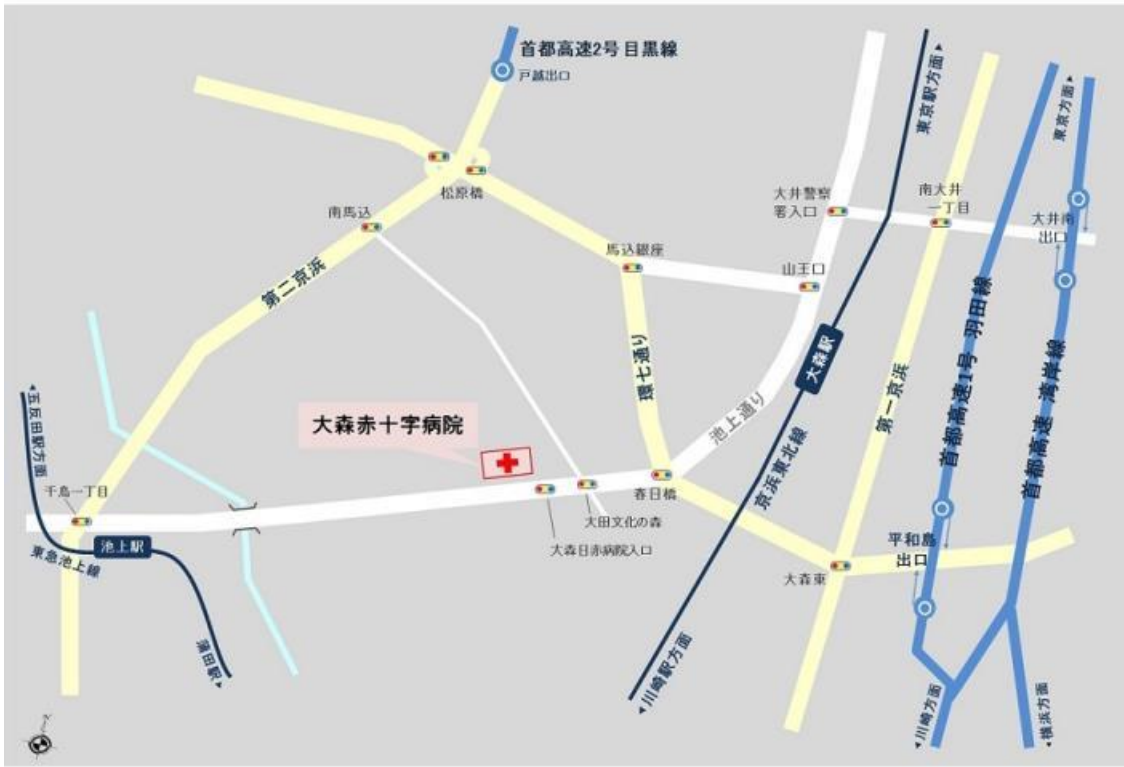 首都高速2号 目黒線
戸越出口
東京駅方面
東京方面
松原橋
大井警察
署入口
南大井
一丁目
大井南
出口
南馬込
馬込銀座
山王口
第二京浜
環七通り
大森駅
第一京浜
首都高速1号 羽田線
首都高速 湾岸線
五反田駅方面
大森赤十字病院
池上通り
京浜東北線
千鳥一丁目
春日橋
大田文化の森
大森日赤病院入口
池上駅
東急池上線
平和島
出口
大森東
蒲田駅
川崎駅方面
川崎方面
横浜方面